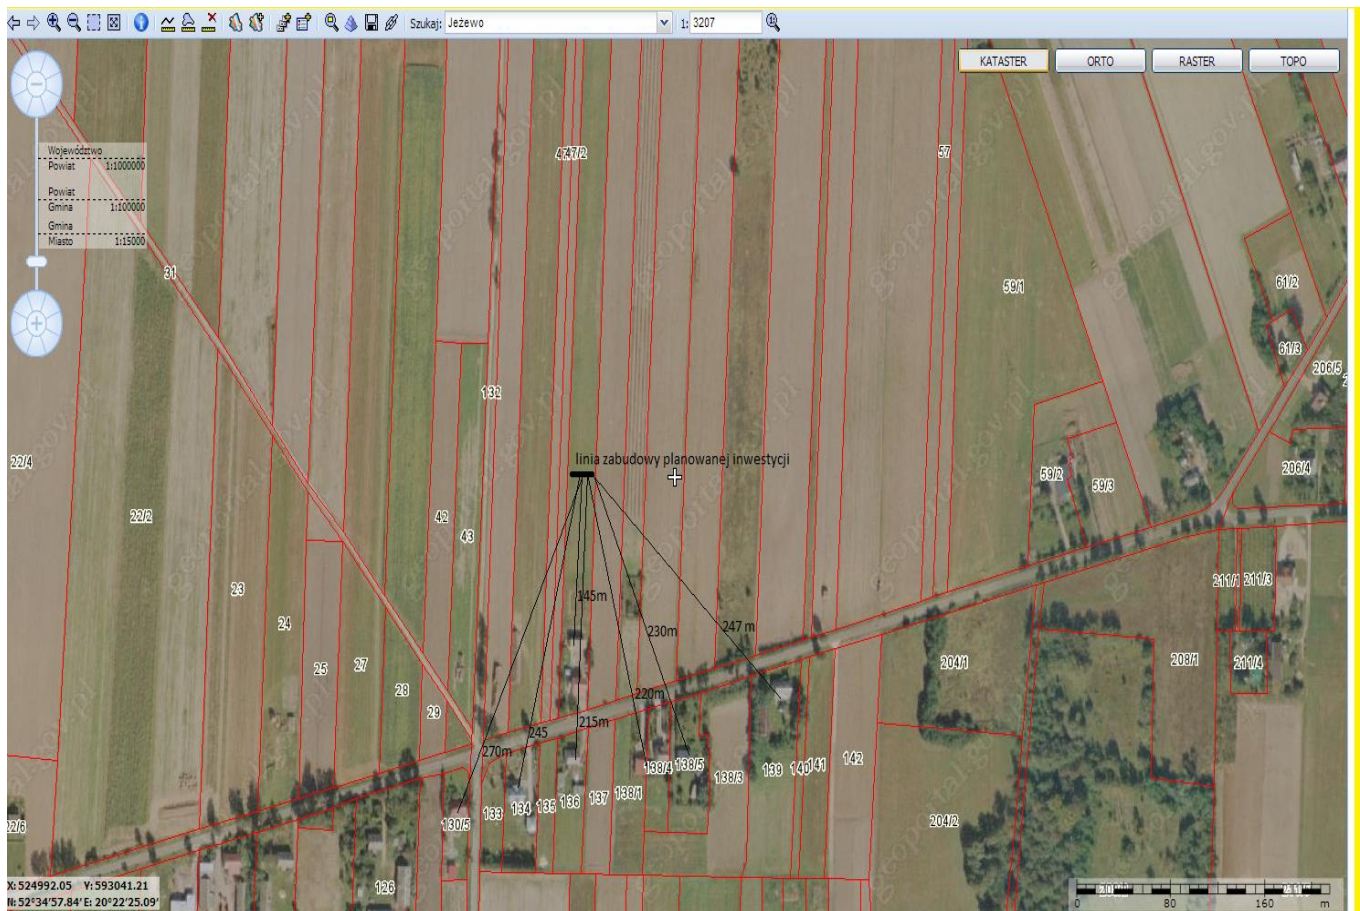 Szukaj: Jeżewo 1: 3207
KATASTER ORTO RASTER TOPO
Województwo
Powiat 1:1000000
Powiat
Gmina 1:100000
Gmina
Miasto 1:15000
47/2
57
31
59/1
61/2
61/3
206/5
132
linia zabudowy planowanej inwestycji
22/4
59/2
59/3
206/4
22/2
42
43
23
145m
211/1 211/3
24
230m
247 m
25
27
204/1
208/1
211/4
28
220m
29
215m
245
270m
138/4 138/5
138/3
139
140 141
142
130/5
133
134
135
136
137
138/1
22/6
204/2
126
X: 524992.05 Y: 593041.21
N: 52°34'57.84' E: 20°22'25.09'
0 80 160 m
geoportal.gov.pl